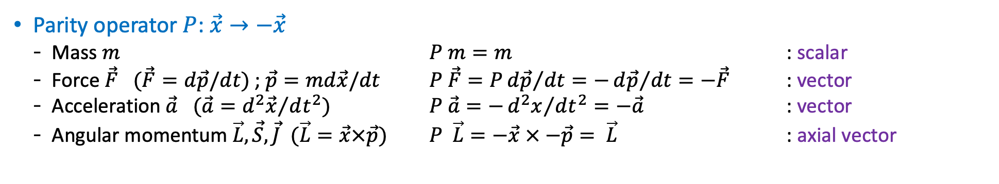 • Parity operator P: x⃗ → −x⃗
- Mass m P m = m : scalar
- Force F⃗ (F⃗ = dp⃗/dt) ; p⃗ = mdx⃗/dt P F⃗ = P dp⃗/dt = − dp⃗/dt = −F⃗ : vector
- Acceleration a⃗ (a⃗ = d²x⃗/dt²) P a⃗ = − d²x/dt² = −a⃗ : vector
- Angular momentum L⃗, S⃗, J⃗ (L⃗ = x⃗×p⃗) P L⃗ = −x⃗ × −p⃗ = L⃗ : axial vector